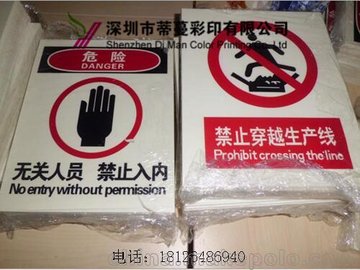 深圳市蒂蔓彩印有限公司
Shenzhen Di Man Color Printing Co., Ltd
危险
DANGER
无关人员 禁止入内
No entry without permission
禁止穿越生产线
Prohibit crossing the line
电话:18126486940